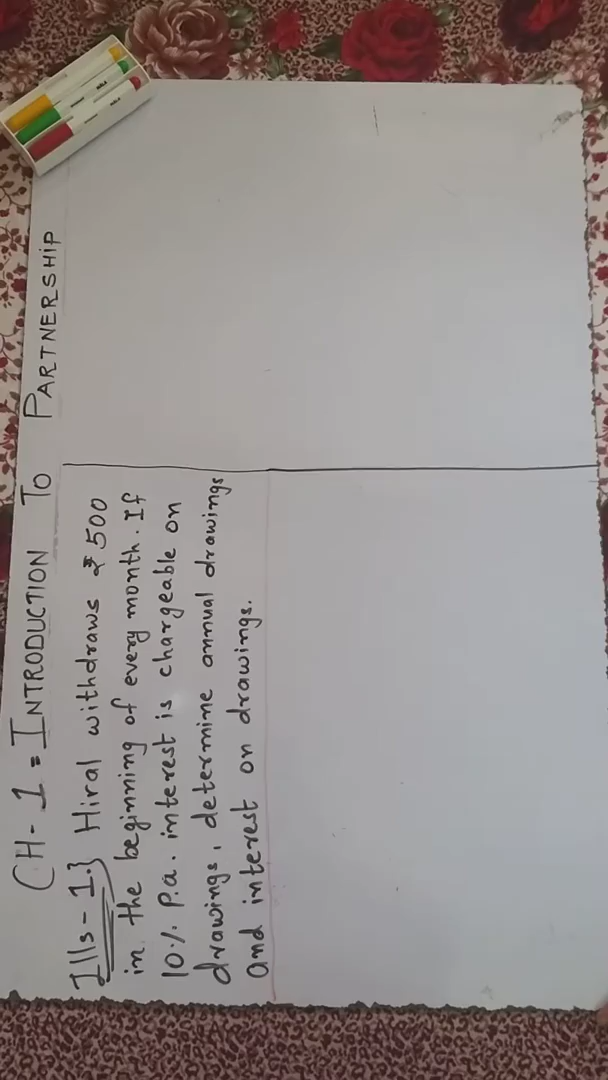 CH-1 = INTRODUCTION TO PARTNERSHIP
Ills-1.} Hiral withdraws ₹500
in the beginning of every month. If
10% P.a. interest is chargeable on
drawings, determine annual drawings
and interest on drawings.